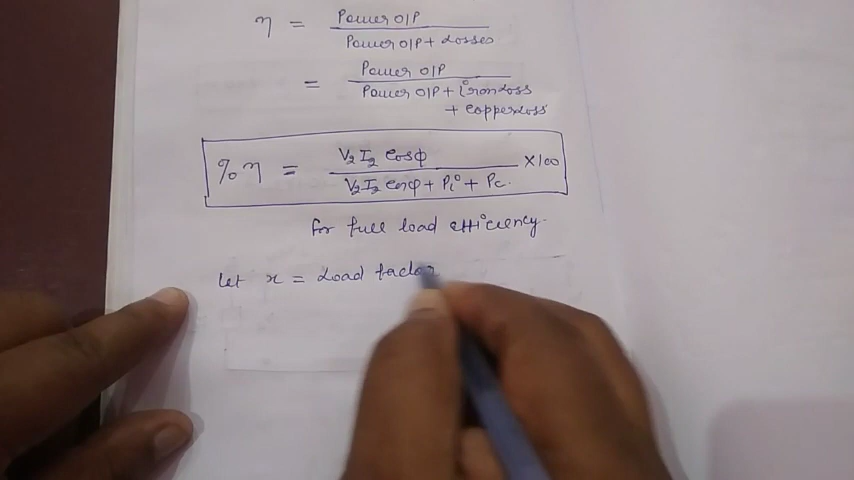 η = Power O/P
Power O/P + Losses
= Power O/P
Power O/P + iron loss
+ Copper loss
% η = V₂ I₂ Cosφ
V₂ I₂ cosφ + Pi + Pc. × 100
for full load efficiency.
Let x = Load factor